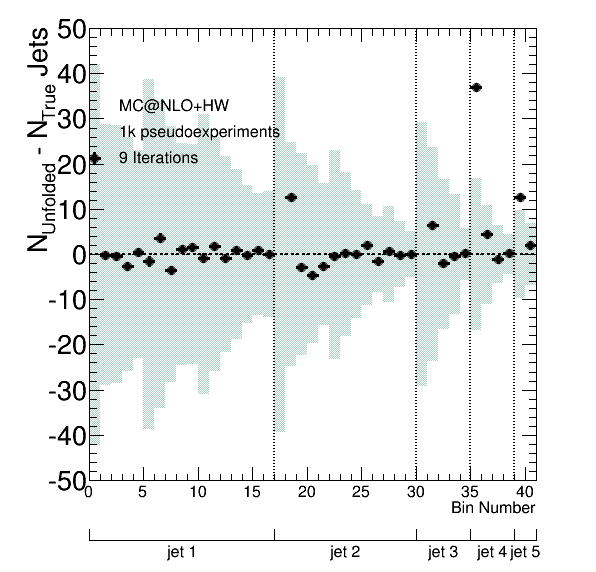 N_Unfolded - N_True Jets
50
40
30
20
10
0
-10
-20
-30
-40
-50
MC@NLO+HW
1k pseudoexperiments
9 Iterations
0 5 10 15 20 25 30 35 40
Bin Number
jet 1 jet 2 jet 3 jet 4 jet 5